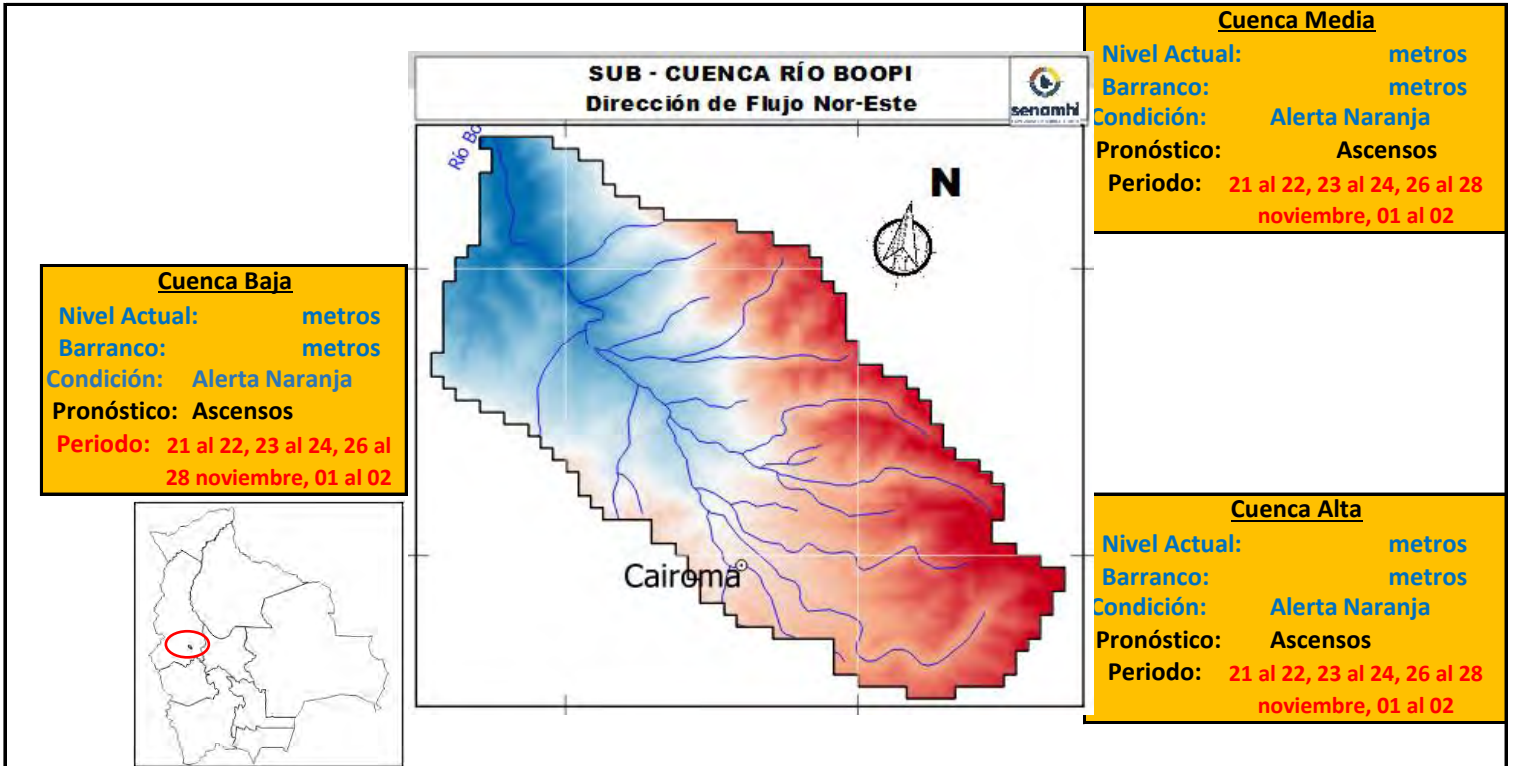 SUB - CUENCA RÍO BOOPI
Dirección de Flujo Nor-Este
senamhi
Río Bo
N
Cairoma
Cuenca Media
Nivel Actual: metros
Barranco: metros
Condición: Alerta Naranja
Pronóstico: Ascensos
Periodo: 21 al 22, 23 al 24, 26 al 28
noviembre, 01 al 02
Cuenca Baja
Nivel Actual: metros
Barranco: metros
Condición: Alerta Naranja
Pronóstico: Ascensos
Periodo: 21 al 22, 23 al 24, 26 al
28 noviembre, 01 al 02
Cuenca Alta
Nivel Actual: metros
Barranco: metros
Condición: Alerta Naranja
Pronóstico: Ascensos
Periodo: 21 al 22, 23 al 24, 26 al 28
noviembre, 01 al 02